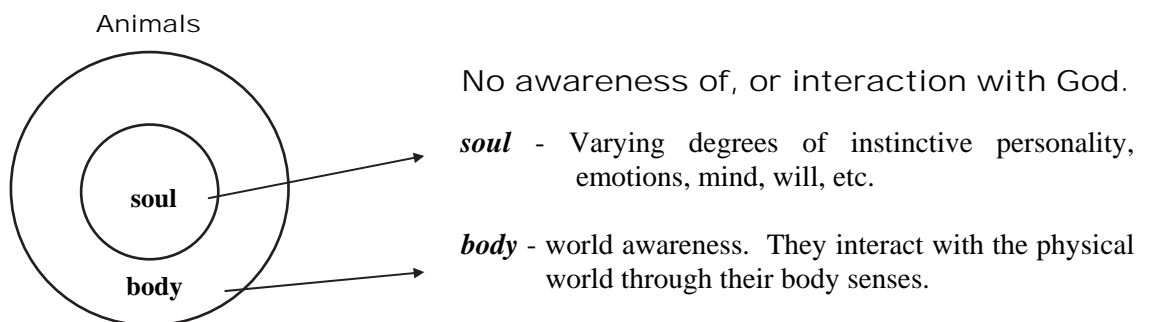 Animals
No awareness of, or interaction with God.
soul - Varying degrees of instinctive personality,
emotions, mind, will, etc.
soul
body - world awareness. They interact with the physical
world through their body senses.
body